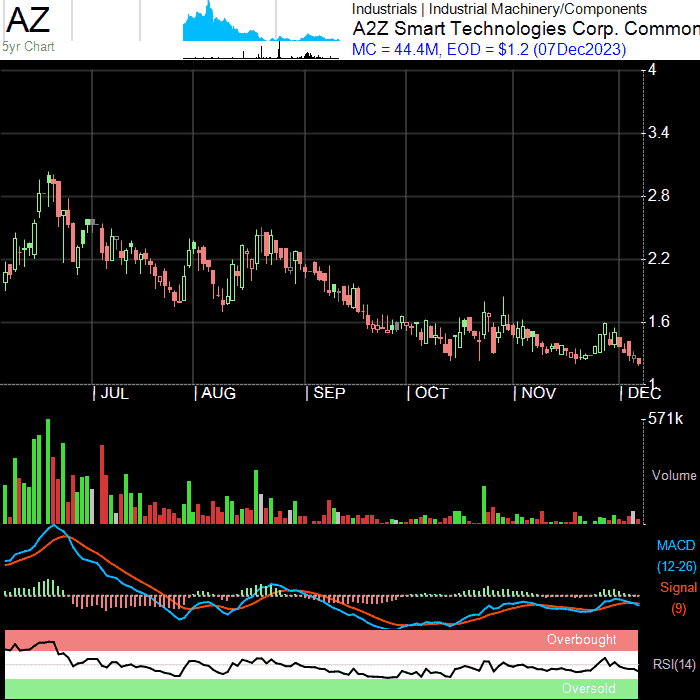 AZ
5yr Chart
Industrials | Industrial Machinery/Components
A2Z Smart Technologies Corp. Common
MC = 44.4M, EOD = $1.2 (07Dec2023)
4
3.4
2.8
2.2
1.6
1
JUL AUG SEP OCT NOV DEC
571k
Volume
MACD
(12-26)
Signal
(9)
Overbought
RSI(14)
Oversold